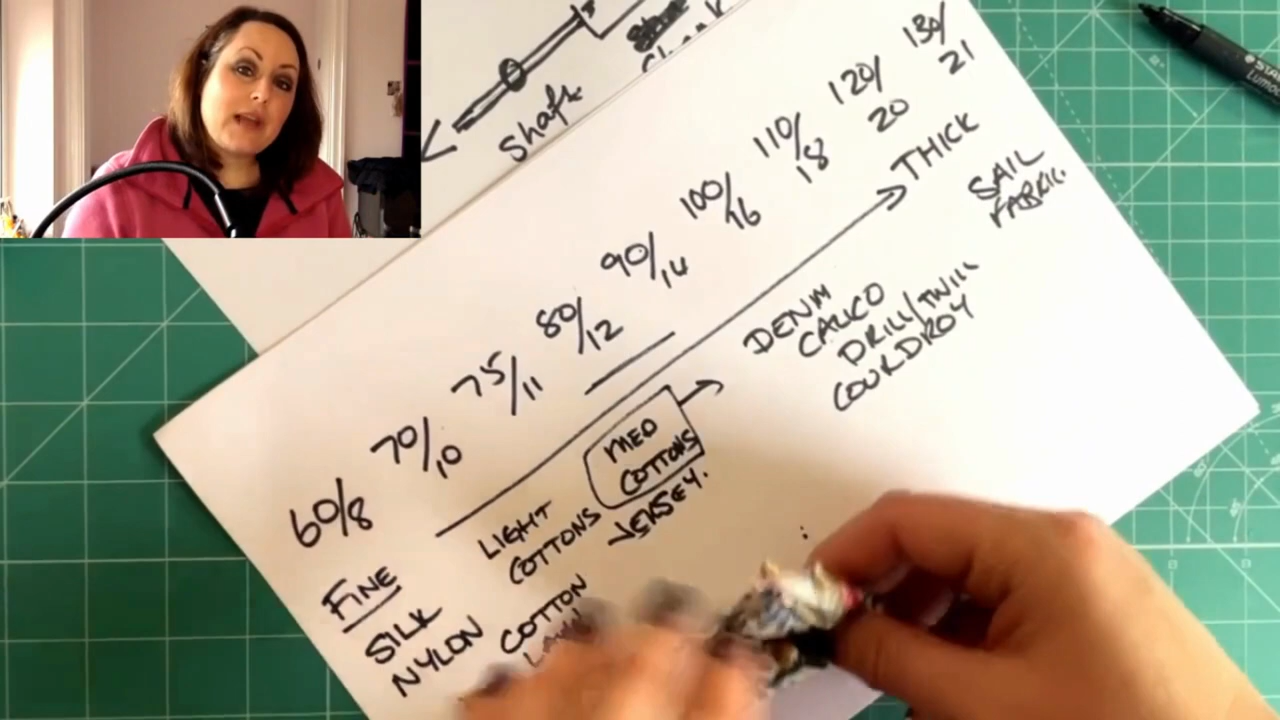 Shaft
60/8
70/10
75/11
80/12
90/14
100/16
110/18
120/20
130/21
FINE
THICK
SILK
NYLON
LIGHT
COTTONS
COTTON
MED
COTTONS
JERSEY.
DENIM
CALICO
DRILL/TWILL
COURDROY
SAIL
FABRIC.